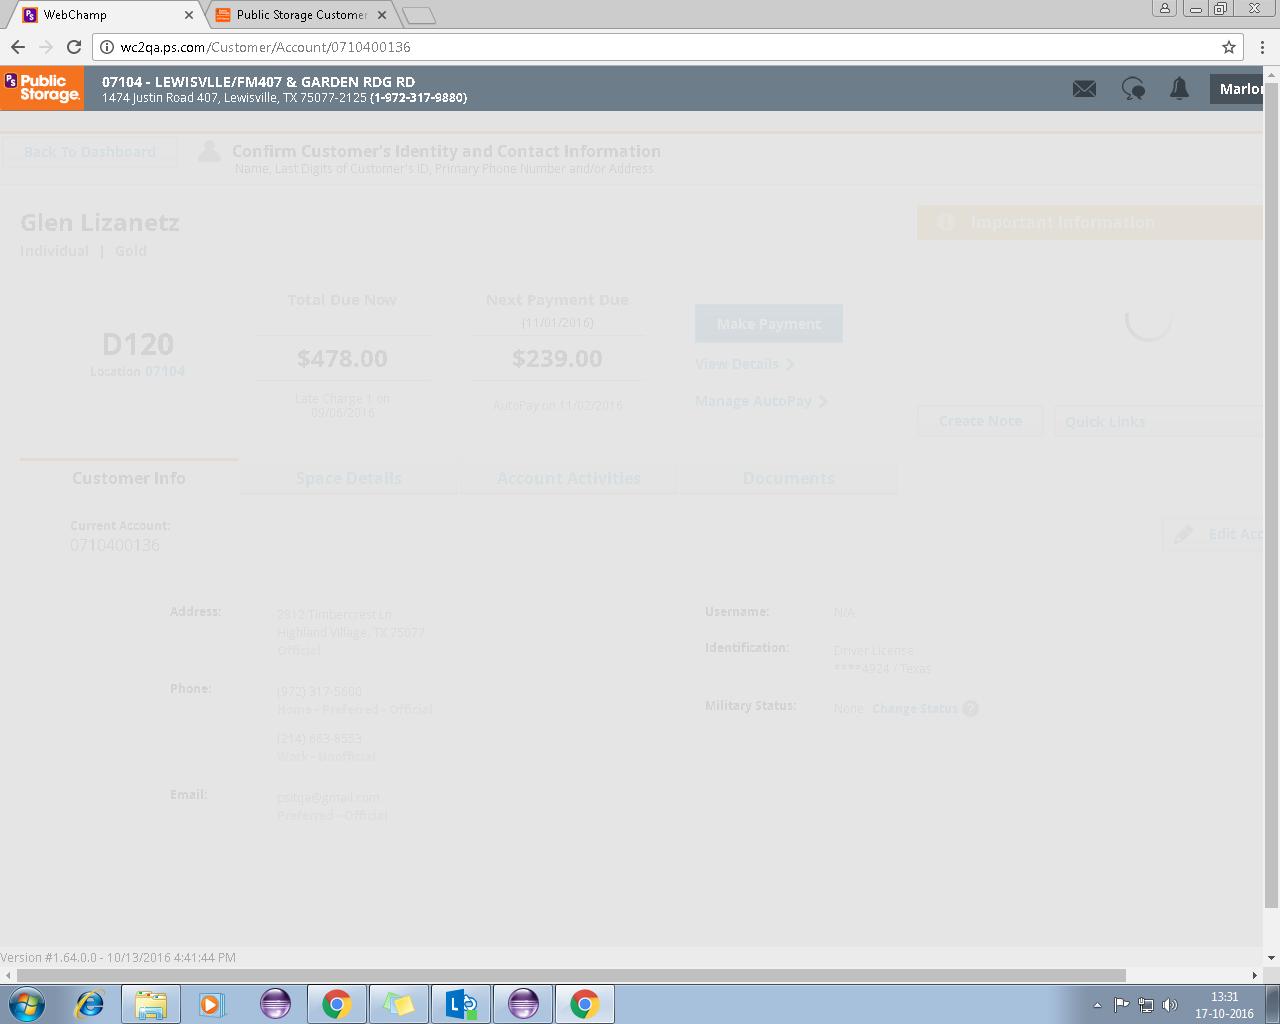 WebChamp
Public Storage Customer
wc2qa.ps.com/Customer/Account/0710400136
PS Public Storage.
07104 - LEWISVLLE/FM407 & GARDEN RDG RD
1474 Justin Road 407, Lewisville, TX 75077-2125 (1-972-317-9880)
Marlo
Back To Dashboard
Confirm Customer's Identity and Contact Information
Name, Last Digits of Customer's ID, Primary Phone Number and/or Address
Glen Lizanetz
Individual | Gold
Important Information
Total Due Now
Next Payment Due
(11/01/2016)
Make Payment
D120
Location 07104
$478.00
$239.00
View Details
Late Charge 1 on
09/06/2016
AutoPay on 11/02/2016
Manage AutoPay
Create Note
Quick Links
Customer Info
Space Details
Account Activities
Documents
Current Account:
0710400136
Edit Acc
Address:
2912 Timbercrest Ln
Highland Village, TX 75077
Official
Username:
N/A
Identification:
Driver License
****4924 / Texas
Phone:
(972) 317-5600
Home - Preferred - Official
(214) 683-8533
Work - Unofficial
Military Status:
None Change Status ?
Email:
psitqa@gmail.com
Preferred - Official
Version #1.64.0.0 - 10/13/2016 4:41:44 PM
13:31
17-10-2016